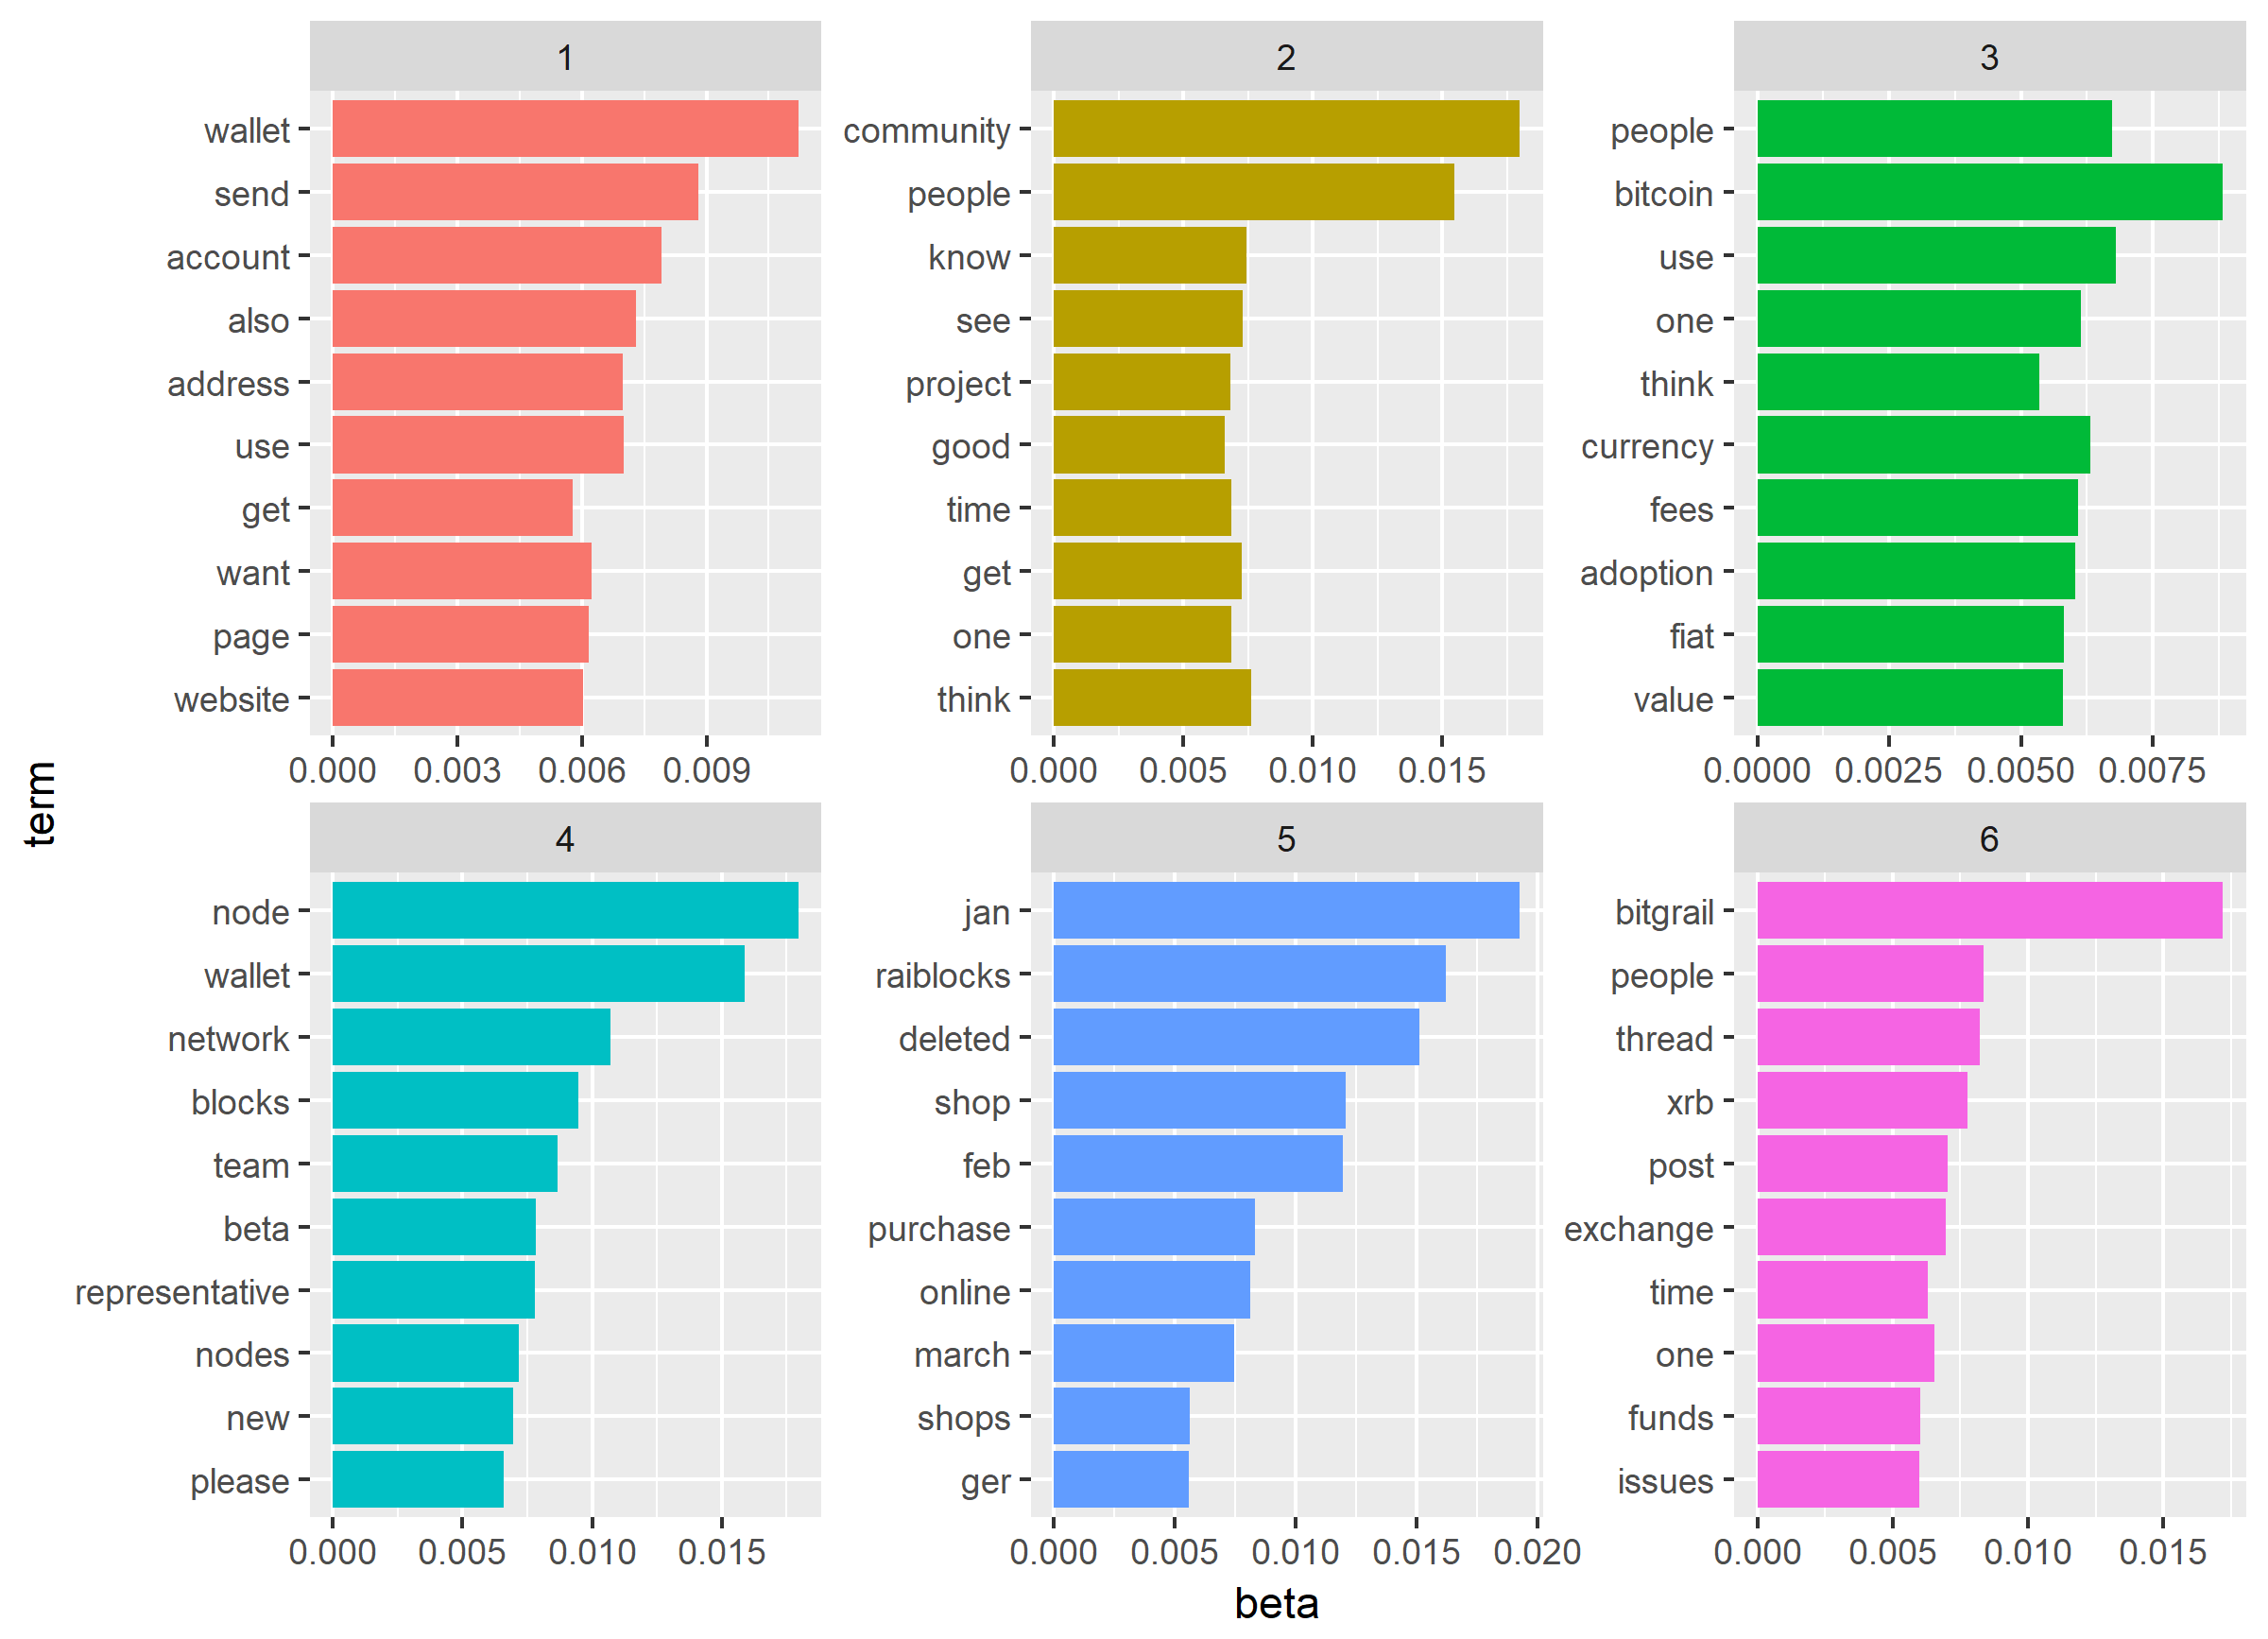 1
wallet
send
account
also
address
use
get
want
page
website
0.000 0.003 0.006 0.009
2
community
people
know
see
project
good
time
get
one
think
0.000 0.005 0.010 0.015
3
people
bitcoin
use
one
think
currency
fees
adoption
fiat
value
0.0000 0.0025 0.0050 0.0075
term
4
node
wallet
network
blocks
team
beta
representative
nodes
new
please
0.000 0.005 0.010 0.015
5
jan
raiblocks
deleted
shop
feb
purchase
online
march
shops
ger
0.000 0.005 0.010 0.015 0.020
6
bitgrail
people
thread
xrb
post
exchange
time
one
funds
issues
0.000 0.005 0.010 0.015
beta